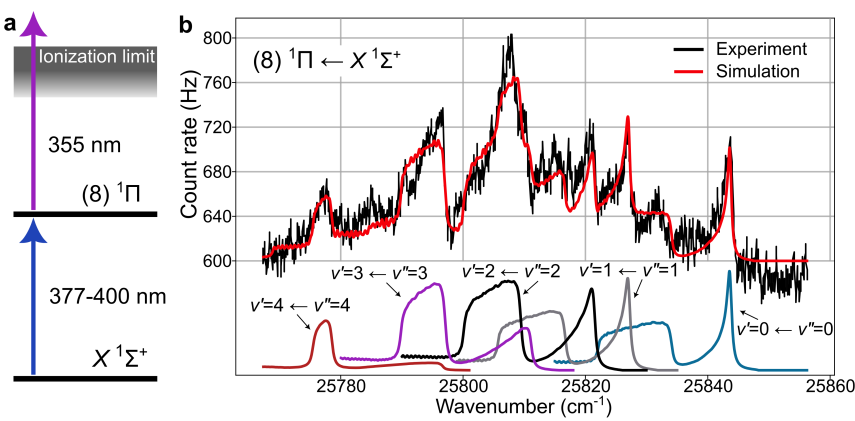 a
Ionization limit
355 nm
(8) ¹Π
377-400 nm
X ¹Σ⁺
b
(8) ¹Π ← X ¹Σ⁺
Experiment
Simulation
Count rate (Hz)
800
760
720
680
640
600
v′=4 ← v″=4
v′=3 ← v″=3
v′=2 ← v″=2
v′=1 ← v″=1
v′=0 ← v″=0
25780
25800
25820
25840
25860
Wavenumber (cm⁻¹)